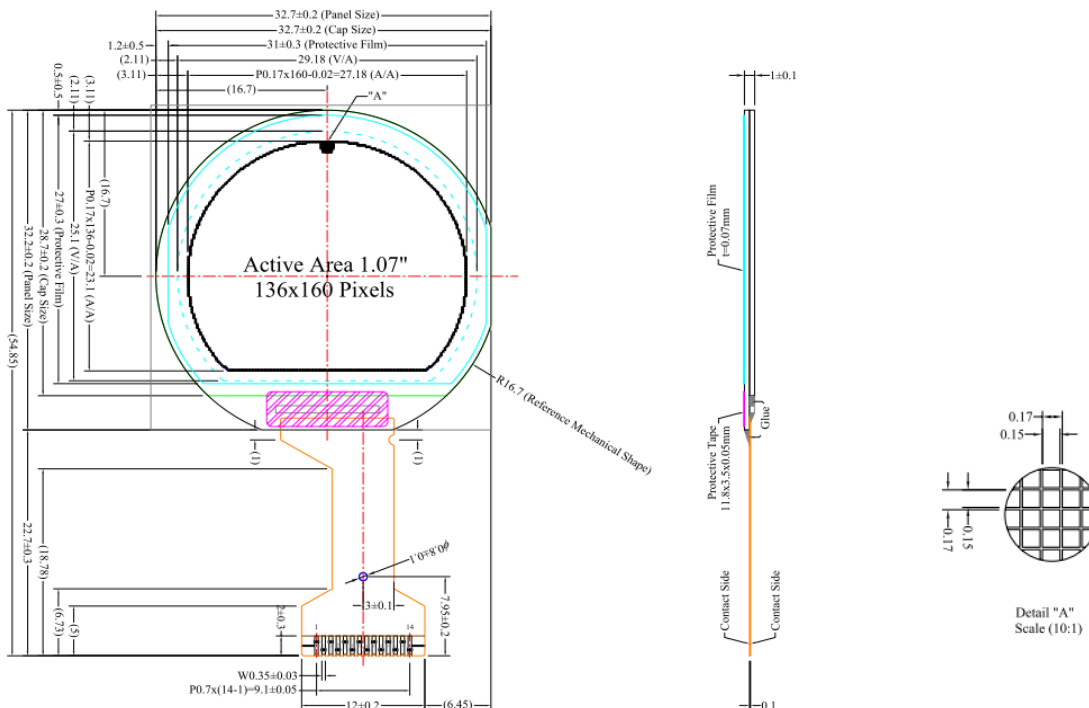 32.7±0.2 (Panel Size)
32.7±0.2 (Cap Size)
1.2±0.5
31±0.3 (Protective Film)
(2.11)
29.18 (V/A)
(3.11)
P0.17x160-0.02=27.18 (A/A)
(16.7)
"A"
0.5±0.5
(2.11)
(3.11)
(16.7)
P0.17x136-0.02=23.1 (A/A)
25.1 (V/A)
27±0.3 (Protective Film)
28.7±0.2 (Cap Size)
32.2±0.2 (Panel Size)
(54.85)
Active Area 1.07"
136x160 Pixels
R16.7 (Reference Mechanical Shape)
(1)
(1)
22.7±0.3
(18.78)
(6.73)
(5)
2±0.3
ϕ0.8±0.1
3±0.1
7.95±0.2
1
14
W0.35±0.03
P0.7x(14-1)=9.1±0.05
12±0.2
(6.45)
1±0.1
Protective Film
t=0.07mm
Protective Tape
11.8x3.5x0.05mm
Glue
Contact Side
Contact Side
0.1
0.17
0.15
0.17
0.15
Detail "A"
Scale (10:1)